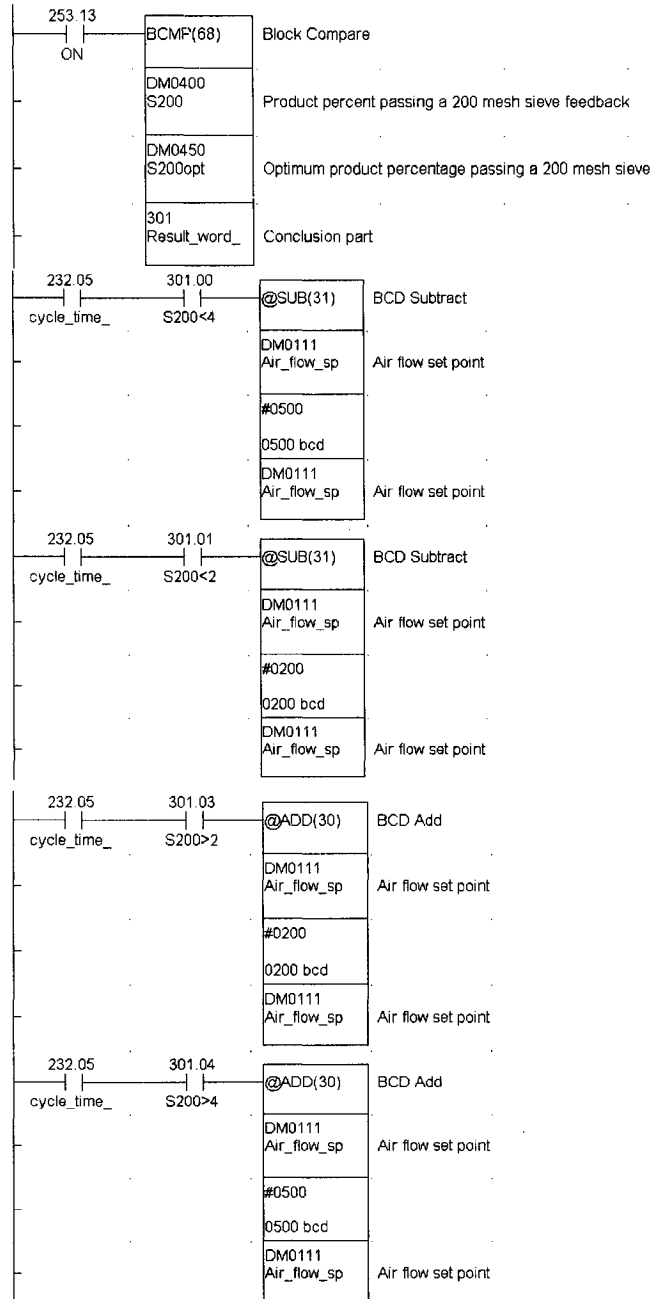 253.13
ON
BCMP(68) Block Compare
DM0400
S200 Product percent passing a 200 mesh sieve feedback
DM0450
S200opt Optimum product percentage passing a 200 mesh sieve
301
Result_word_ Conclusion part
232.05 301.00
cycle_time_ S200<4
@SUB(31) BCD Subtract
DM0111
Air_flow_sp Air flow set point
#0500
0500 bcd
DM0111
Air_flow_sp Air flow set point
232.05 301.01
cycle_time_ S200<2
@SUB(31) BCD Subtract
DM0111
Air_flow_sp Air flow set point
#0200
0200 bcd
DM0111
Air_flow_sp Air flow set point
232.05 301.03
cycle_time_ S200>2
@ADD(30) BCD Add
DM0111
Air_flow_sp Air flow set point
#0200
0200 bcd
DM0111
Air_flow_sp Air flow set point
232.05 301.04
cycle_time_ S200>4
@ADD(30) BCD Add
DM0111
Air_flow_sp Air flow set point
#0500
0500 bcd
DM0111
Air_flow_sp Air flow set point